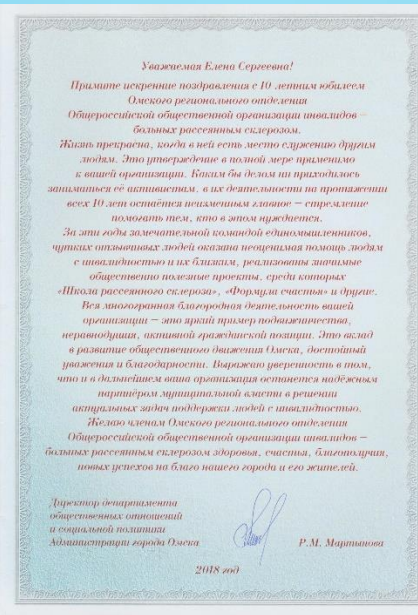 Уважаемая Елена Сергеевна!
Примите искренние поздравления с 10-летним юбилеем
Омского регионального отделения
Общероссийской общественной организации инвалидов –
больных рассеянным склерозом.
Жизнь прекрасна, когда в ней есть место служению другим
людям. Это утверждение в полной мере применимо
к вашей организации. Каким бы делом ни приходилось
заниматься её активистам, в их деятельности на протяжении
всех 10 лет остаётся неизменным главное – стремление
помогать тем, кто в этом нуждается.
За эти годы замечательной командой единомышленников,
чутких отзывчивых людей оказана неоценимая помощь людям
с инвалидностью и их близким, реализованы значимые
общественно полезные проекты, среди которых
«Школа рассеянного склероза», «Формула счастья» и другие.
Вся многогранная благородная деятельность вашей
организации – это яркий пример подвижничества,
неравнодушия, активной гражданской позиции. Это вклад
в развитие общественного движения Омска, достойный
уважения и благодарности. Выражаю уверенность в том,
что и в дальнейшем ваша организация останется надёжным
партнёром муниципальной власти в решении
актуальных задач поддержки людей с инвалидностью.
Желаю членам Омского регионального отделения
Общероссийской общественной организации инвалидов –
больных рассеянным склерозом здоровья, счастья, благополучия,
новых успехов на благо нашего города и его жителей.
Директор департамента
общественных отношений
и социальной политики
Администрации города Омска
Р.М. Мартынова
2018 год